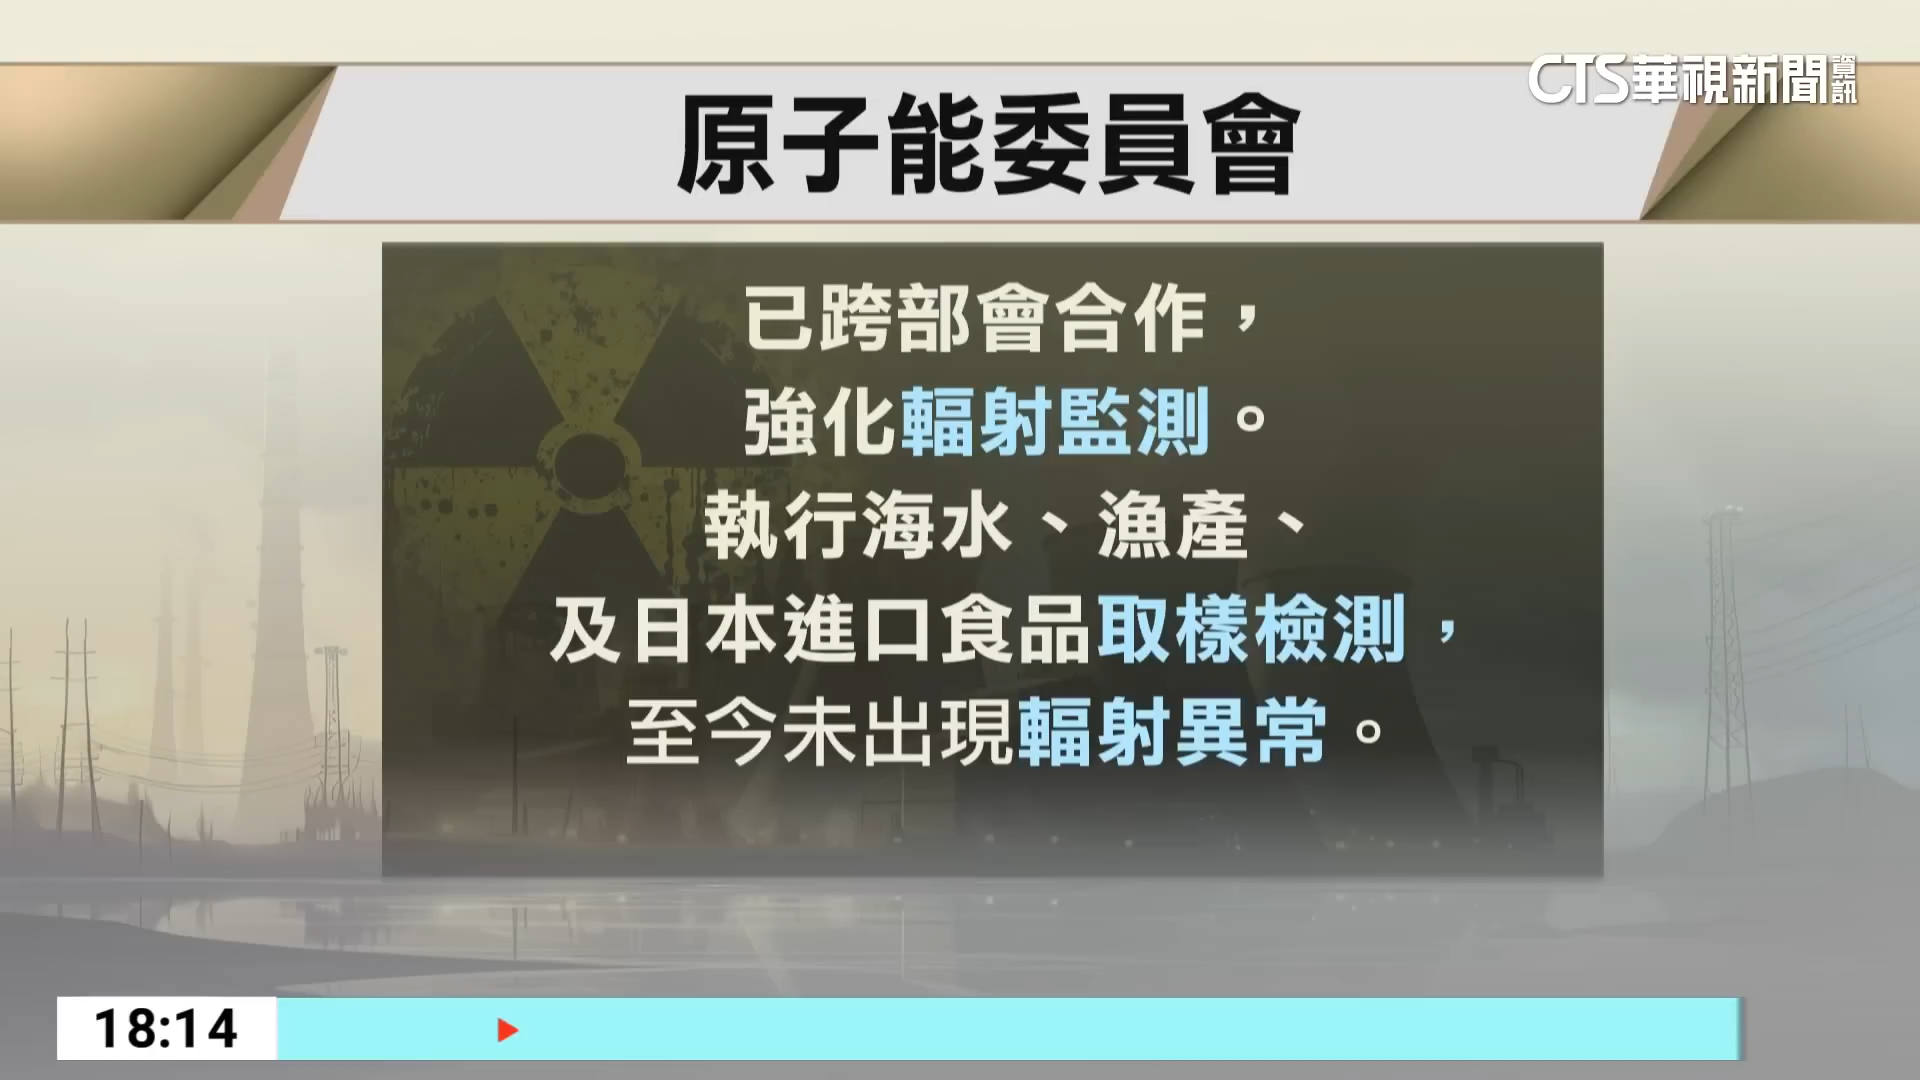 CTS華視新聞資訊
原子能委員會
已跨部會合作，
強化輻射監測。
執行海水、漁產、
及日本進口食品取樣檢測，
至今未出現輻射異常。
18:14